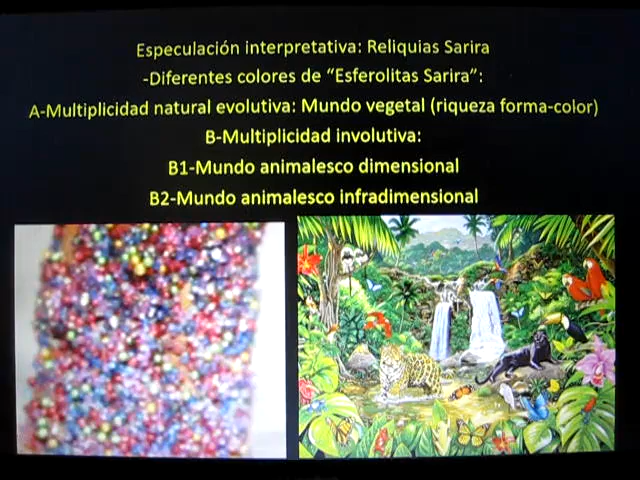 Especulación interpretativa: Reliquias Sarira
-Diferentes colores de "Esferolitas Sarira":
A-Multiplicidad natural evolutiva: Mundo vegetal (riqueza forma-color)
B-Multiplicidad involutiva:
B1-Mundo animalesco dimensional
B2-Mundo animalesco infradimensional